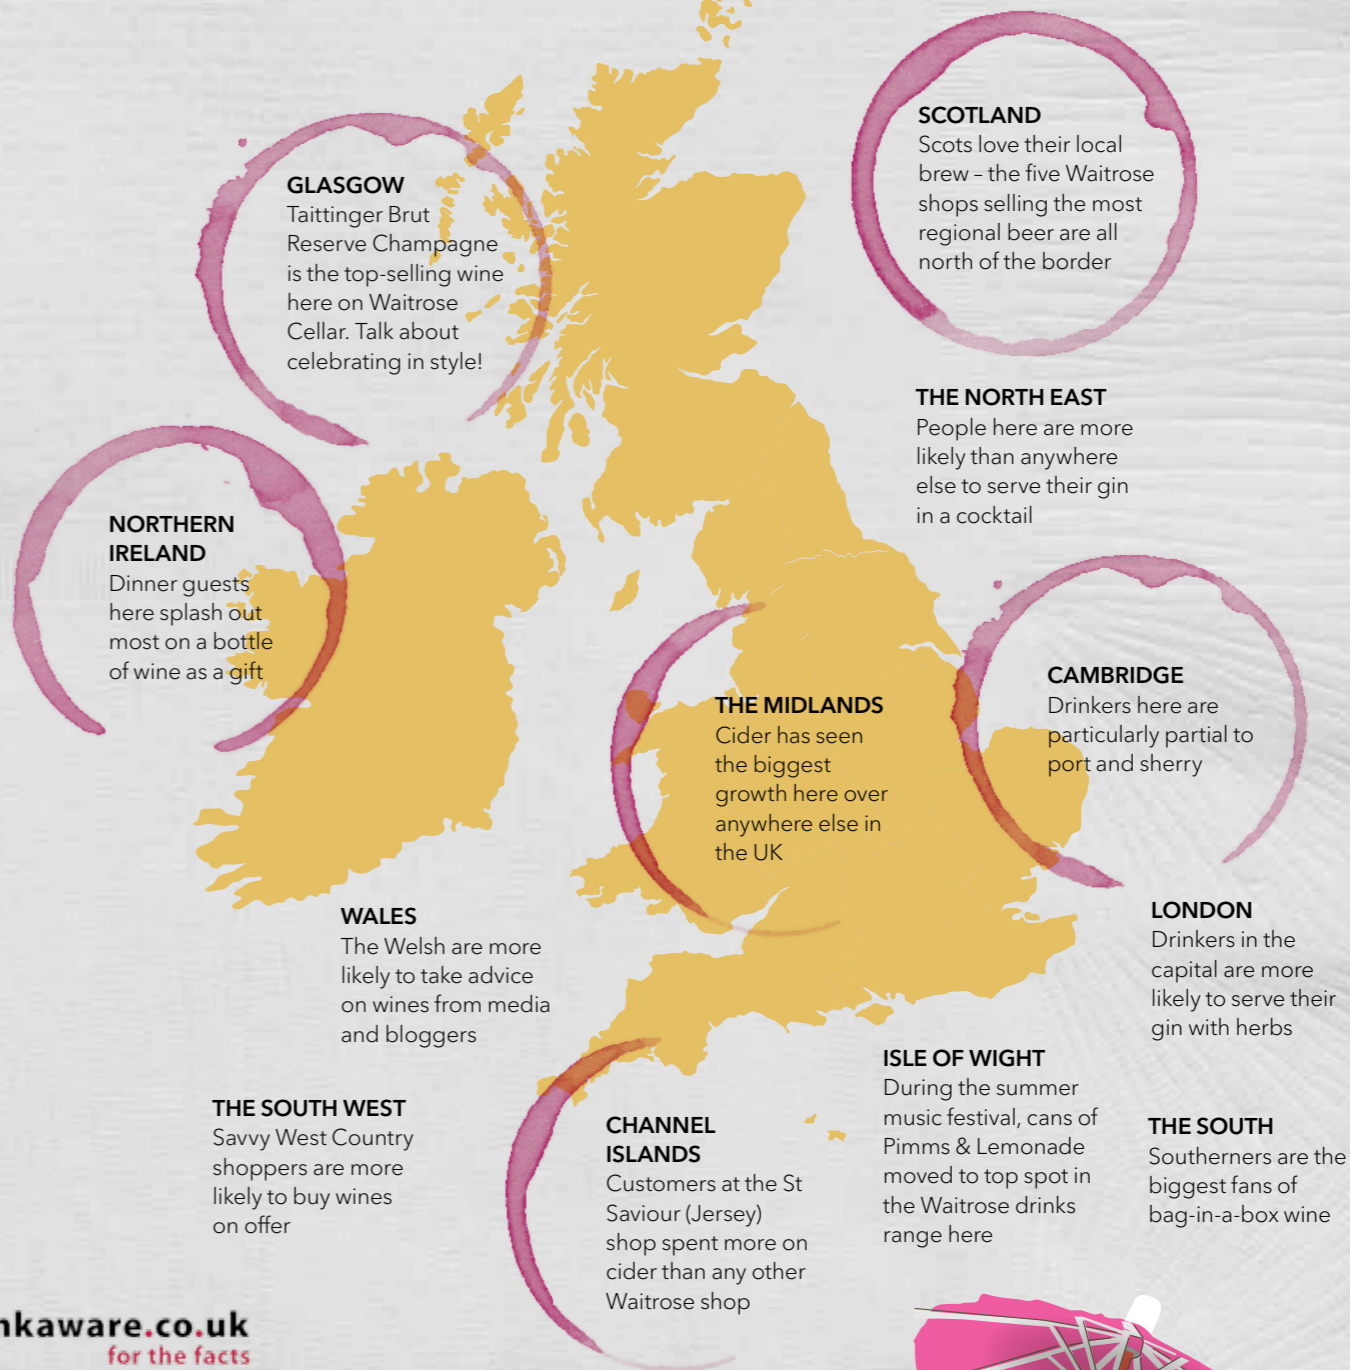 SCOTLAND
Scots love their local
brew – the five Waitrose
shops selling the most
regional beer are all
north of the border
GLASGOW
Taittinger Brut
Reserve Champagne
is the top-selling wine
here on Waitrose
Cellar. Talk about
celebrating in style!
THE NORTH EAST
People here are more
likely than anywhere
else to serve their gin
in a cocktail
NORTHERN
IRELAND
Dinner guests
here splash out
most on a bottle
of wine as a gift
THE MIDLANDS
Cider has seen
the biggest
growth here over
anywhere else in
the UK
CAMBRIDGE
Drinkers here are
particularly partial to
port and sherry
WALES
The Welsh are more
likely to take advice
on wines from media
and bloggers
LONDON
Drinkers in the
capital are more
likely to serve their
gin with herbs
THE SOUTH WEST
Savvy West Country
shoppers are more
likely to buy wines
on offer
CHANNEL
ISLANDS
Customers at the St
Saviour (Jersey)
shop spent more on
cider than any other
Waitrose shop
ISLE OF WIGHT
During the summer
music festival, cans of
Pimms & Lemonade
moved to top spot in
the Waitrose drinks
range here
THE SOUTH
Southerners are the
biggest fans of
bag-in-a-box wine
nkaware.co.uk
for the facts